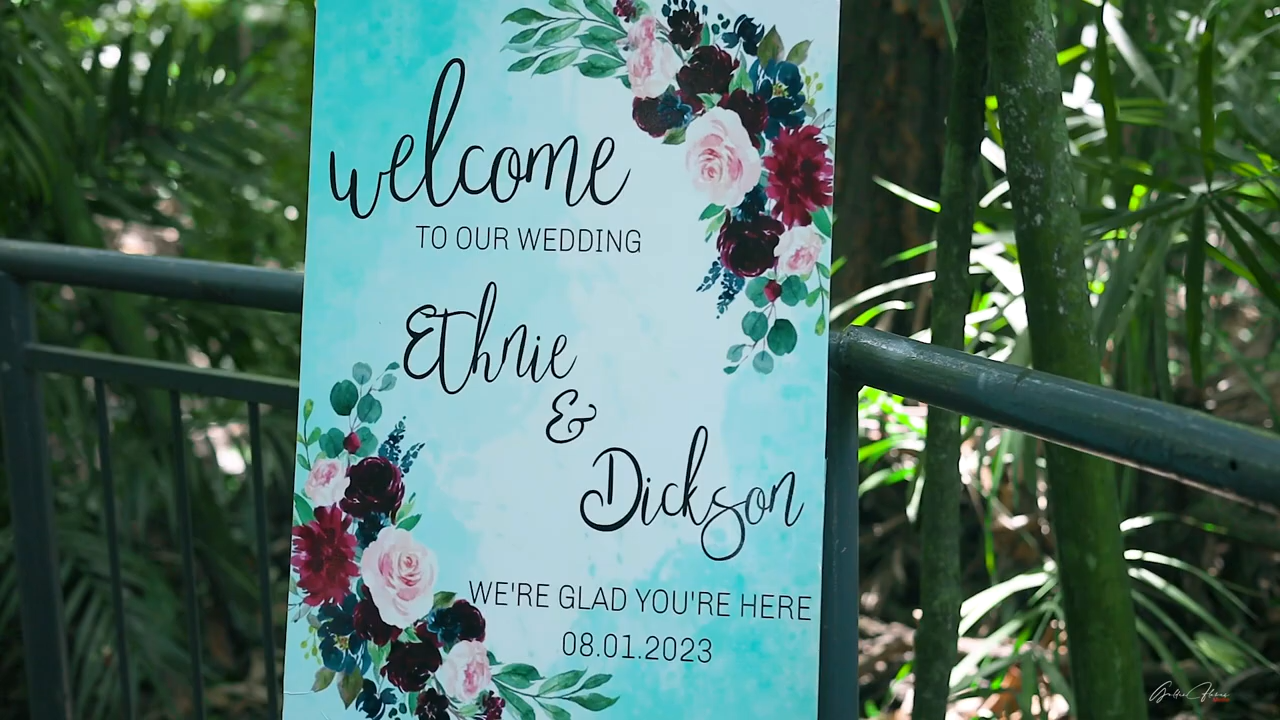 welcome
TO OUR WEDDING
Ethnie
&
Dickson
WE'RE GLAD YOU'RE HERE
08.01.2023